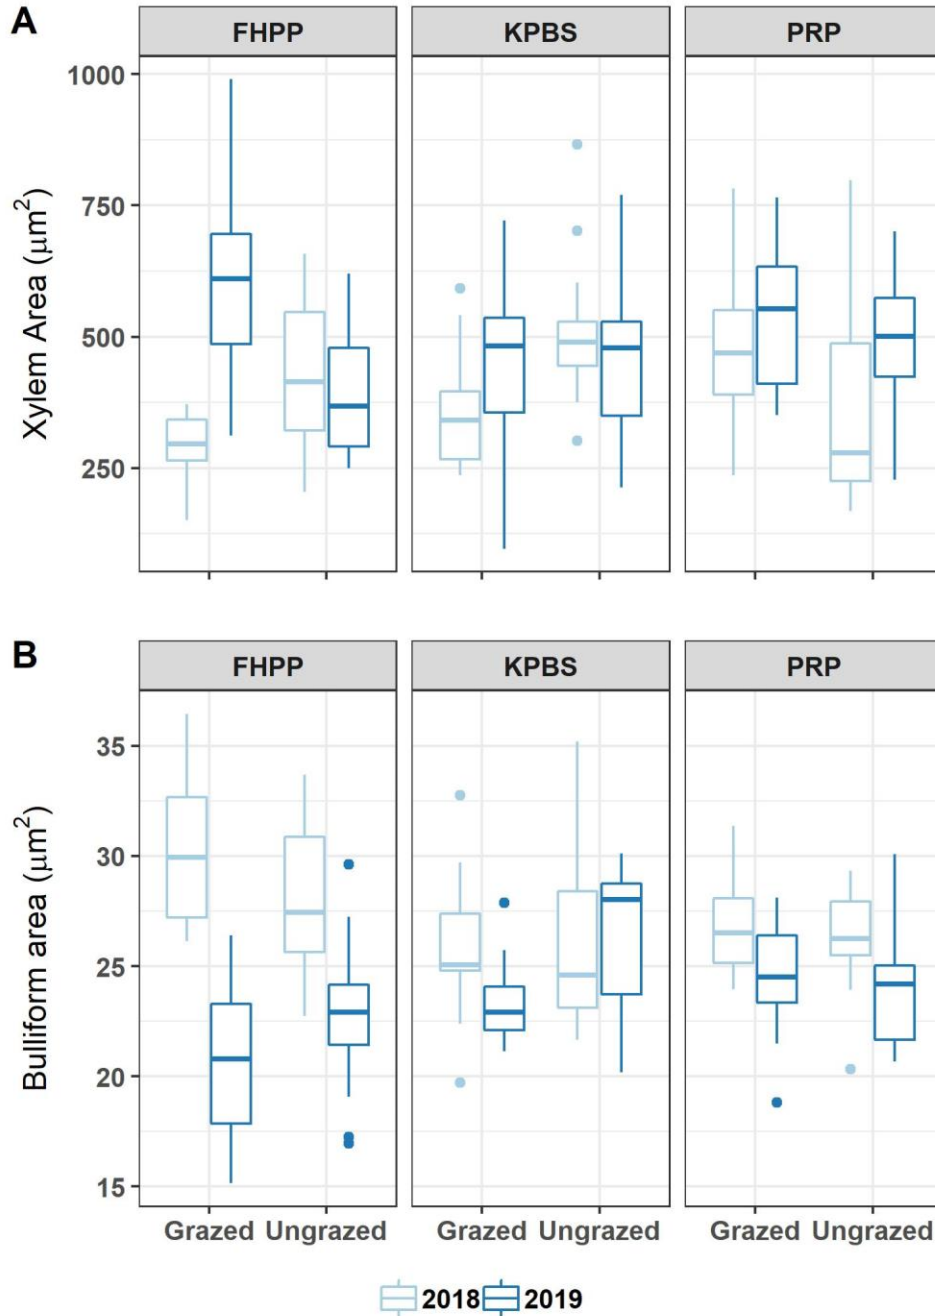 A
FHPP KPBS PRP
1000
750
500
250
Xylem Area (μm²)
B
FHPP KPBS PRP
35
30
25
20
15
Bulliform area (μm²)
Grazed Ungrazed Grazed Ungrazed Grazed Ungrazed
2018 2019